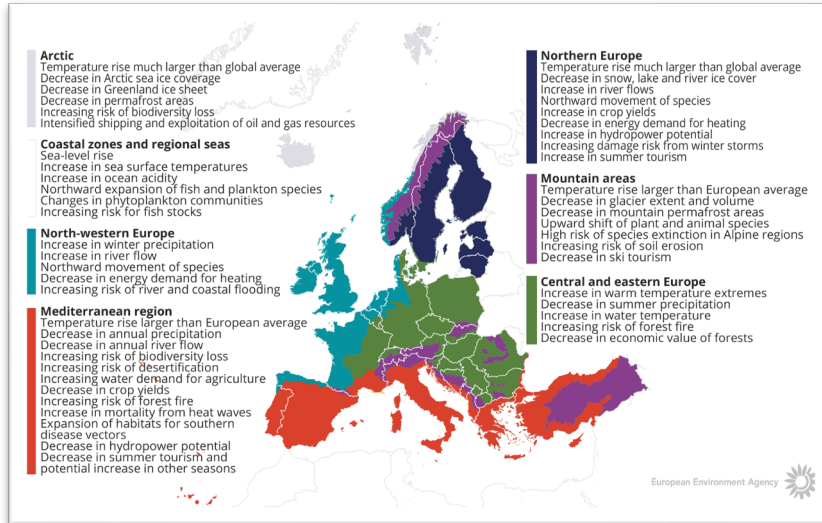 Arctic
Temperature rise much larger than global average
Decrease in Arctic sea ice coverage
Decrease in Greenland ice sheet
Decrease in permafrost areas
Increasing risk of biodiversity loss
Intensified shipping and exploitation of oil and gas resources
Coastal zones and regional seas
Sea-level rise
Increase in sea surface temperatures
Increase in ocean acidity
Northward expansion of fish and plankton species
Changes in phytoplankton communities
Increasing risk for fish stocks
North-western Europe
Increase in winter precipitation
Increase in river flow
Northward movement of species
Decrease in energy demand for heating
Increasing risk of river and coastal flooding
Mediterranean region
Temperature rise larger than European average
Decrease in annual precipitation
Decrease in annual river flow
Increasing risk of biodiversity loss
Increasing risk of desertification
Increasing water demand for agriculture
Decrease in crop yields
Increasing risk of forest fire
Increase in mortality from heat waves
Expansion of habitats for southern
disease vectors
Decrease in hydropower potential
Decrease in summer tourism and
potential increase in other seasons
Northern Europe
Temperature rise much larger than global average
Decrease in snow, lake and river ice cover
Increase in river flows
Northward movement of species
Increase in crop yields
Decrease in energy demand for heating
Increase in hydropower potential
Increasing damage risk from winter storms
Increase in summer tourism
Mountain areas
Temperature rise larger than European average
Decrease in glacier extent and volume
Decrease in mountain permafrost areas
Upward shift of plant and animal species
High risk of species extinction in Alpine regions
Increasing risk of soil erosion
Decrease in ski tourism
Central and eastern Europe
Increase in warm temperature extremes
Decrease in summer precipitation
Increase in water temperature
Increasing risk of forest fire
Decrease in economic value of forests
European Environment Agency